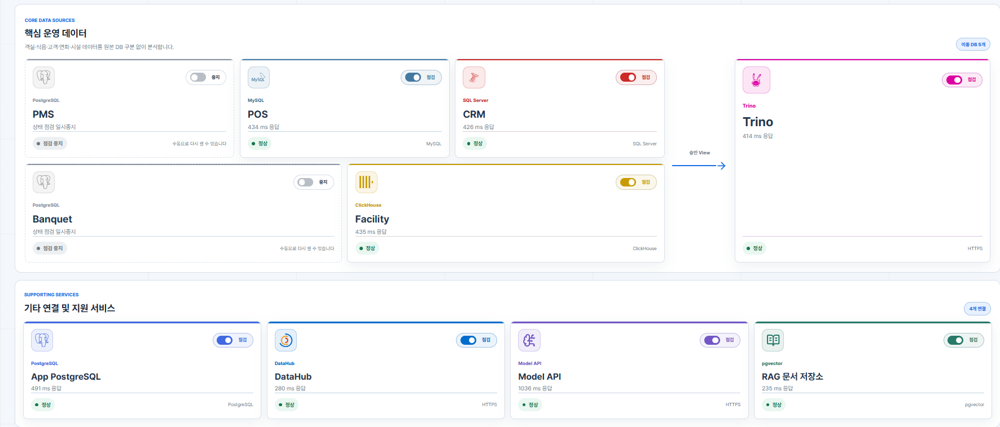 CORE DATA SOURCES
핵심 운영 데이터
객실·식음·고객·연회·시설 데이터를 원본 DB 구분 없이 분석합니다.
이종 DB 5개
중지
PostgreSQL
PMS
상태 점검 일시중지
점검 중지
수동으로 다시 켤 수 있습니다
MySQL
점검
MySQL
POS
434 ms 응답
정상
MySQL
점검
SQL Server
CRM
426 ms 응답
정상
SQL Server
중지
PostgreSQL
Banquet
상태 점검 일시중지
점검 중지
수동으로 다시 켤 수 있습니다
점검
ClickHouse
Facility
435 ms 응답
정상
ClickHouse
승인 View
점검
Trino
Trino
414 ms 응답
정상
HTTPS
SUPPORTING SERVICES
기타 연결 및 지원 서비스
4개 연결
점검
PostgreSQL
App PostgreSQL
491 ms 응답
정상
PostgreSQL
점검
DataHub
DataHub
280 ms 응답
정상
HTTPS
점검
Model API
Model API
1036 ms 응답
정상
HTTPS
점검
pgvector
RAG 문서 저장소
235 ms 응답
정상
pgvector